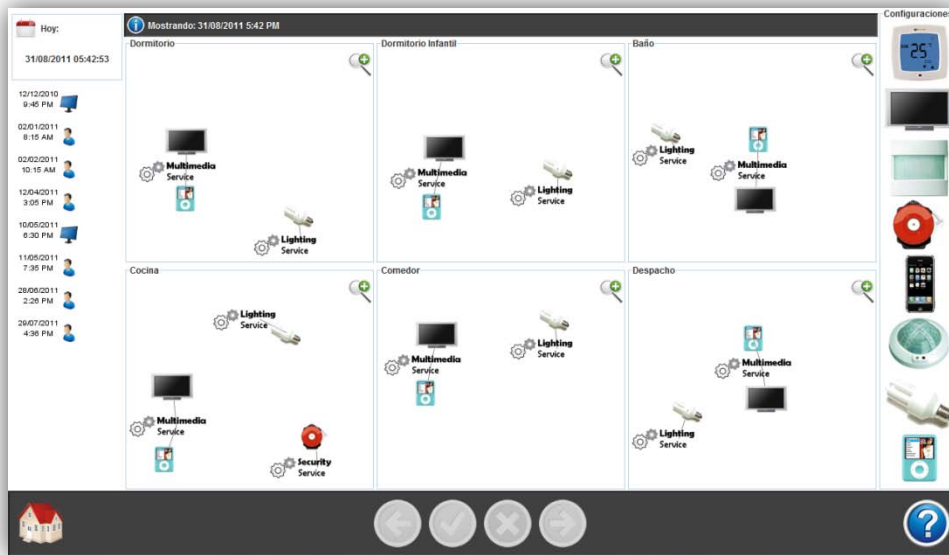 Hoy:
31/08/2011 05:42:53
12/12/2010
9:45 PM
02/01/2011
8:15 AM
02/02/2011
10:15 AM
12/04/2011
3:05 PM
10/05/2011
6:30 PM
11/05/2011
7:35 PM
28/06/2011
2:26 PM
29/07/2011
4:36 PM
Mostrando: 31/08/2011 5:42 PM
Dormitorio
Multimedia
Service
Lighting
Service
Dormitorio Infantil
Multimedia
Service
Lighting
Service
Baño
Lighting
Service
Multimedia
Service
Cocina
Lighting
Service
Multimedia
Service
Security
Service
Comedor
Multimedia
Service
Lighting
Service
Despacho
Multimedia
Service
Lighting
Service
Configuraciones
25